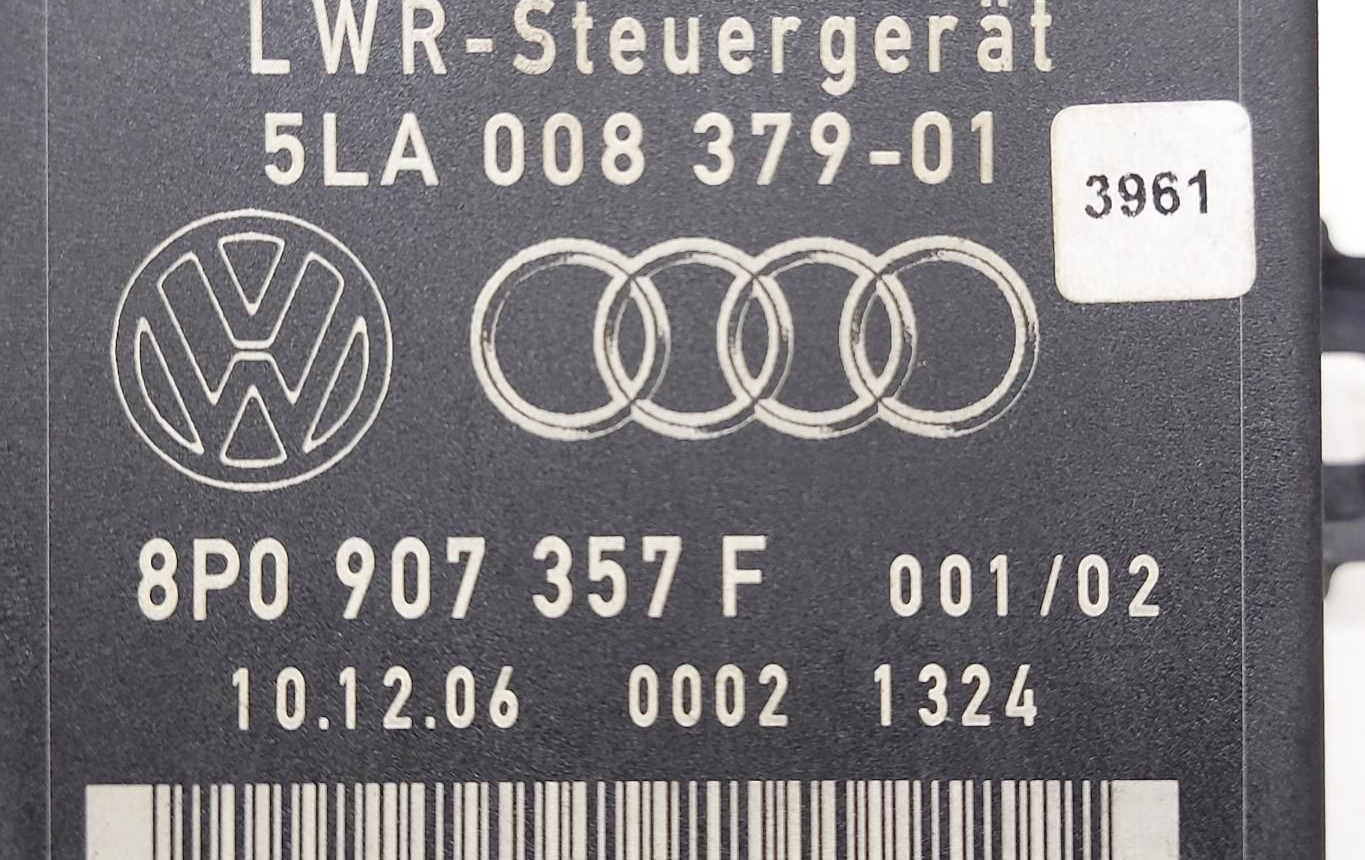 LWR-Steuergerät
5LA 008 379-01
3961
8P0 907 357 F 001/02
10.12.06 0002 1324